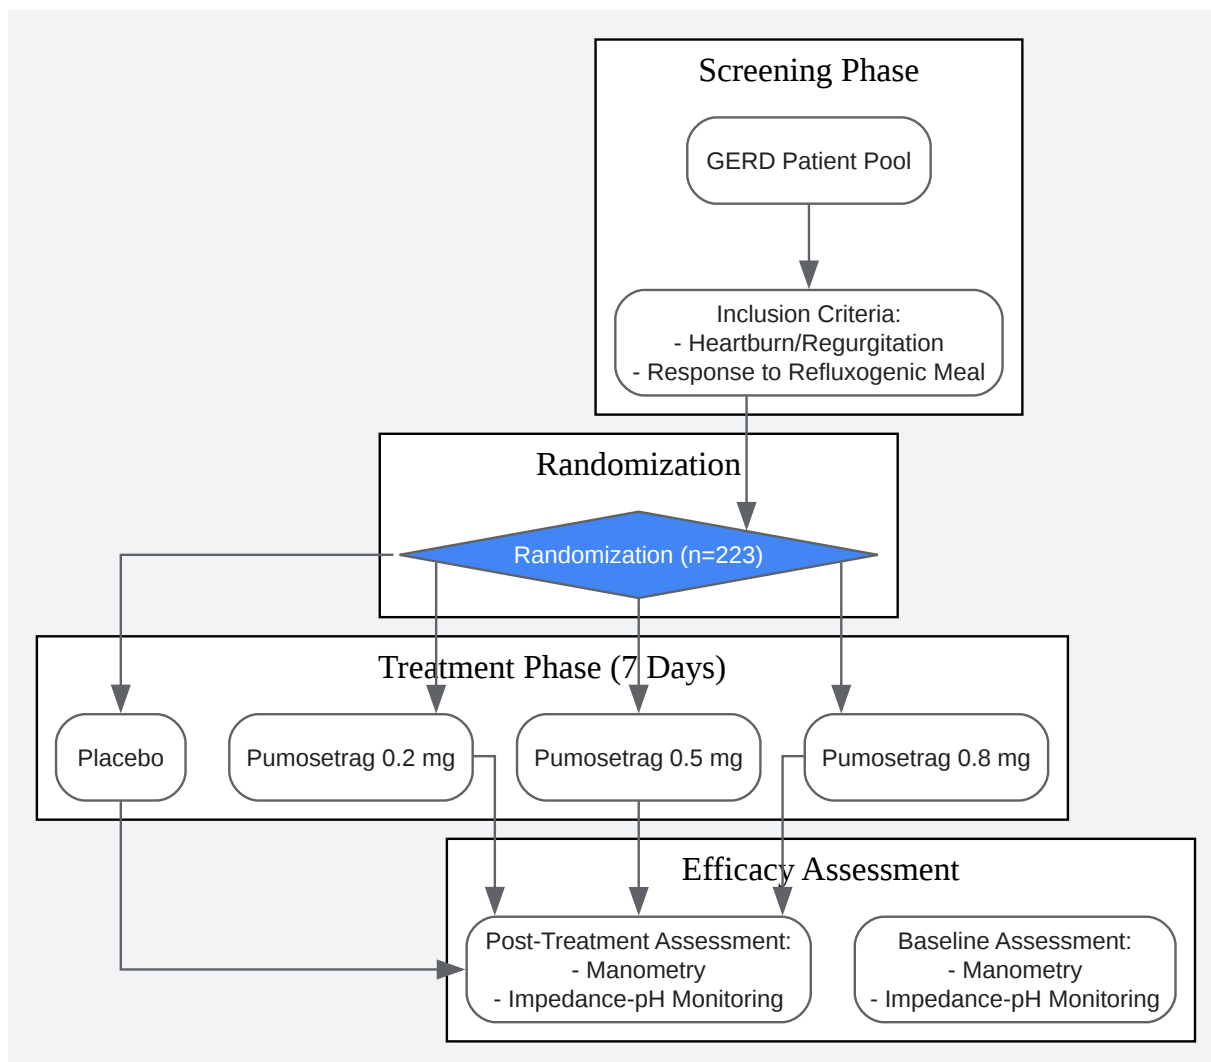 Screening Phase
GERD Patient Pool
Inclusion Criteria:
- Heartburn/Regurgitation
- Response to Refluxogenic Meal
Randomization
Randomization (n=223)
Treatment Phase (7 Days)
Placebo
Pumosetrag 0.2 mg
Pumosetrag 0.5 mg
Pumosetrag 0.8 mg
Efficacy Assessment
Post-Treatment Assessment:
- Manometry
- Impedance-pH Monitoring
Baseline Assessment:
- Manometry
- Impedance-pH Monitoring